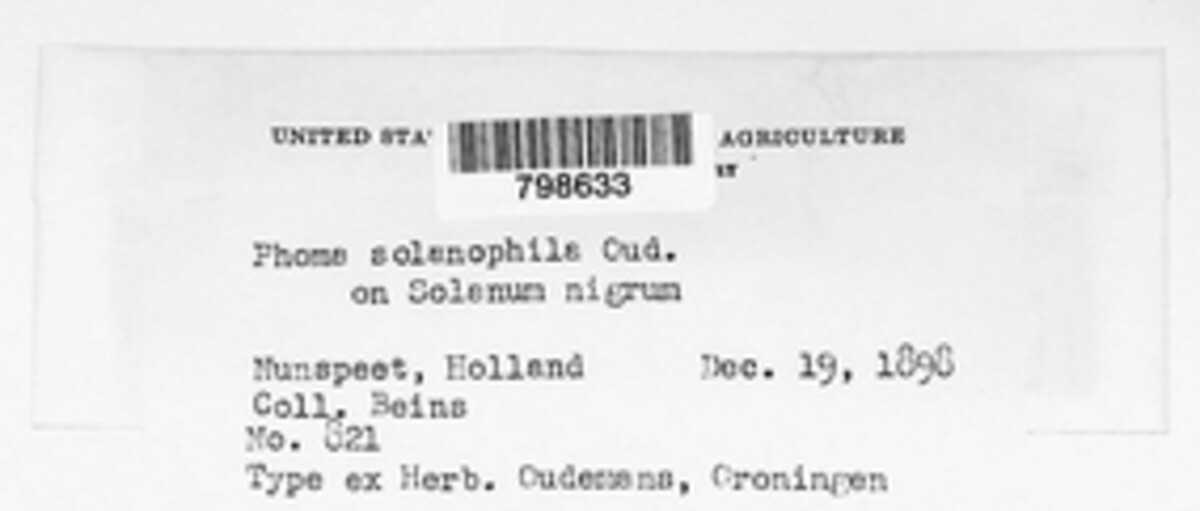 UNITED STA AGRICULTURE
798633
Phoma solanophila Oud.
on Solanum nigrum
Nunspeet, Holland Dec. 19, 1898
Coll. Beins
No. 821
Type ex Herb. Oudemans, Groningen